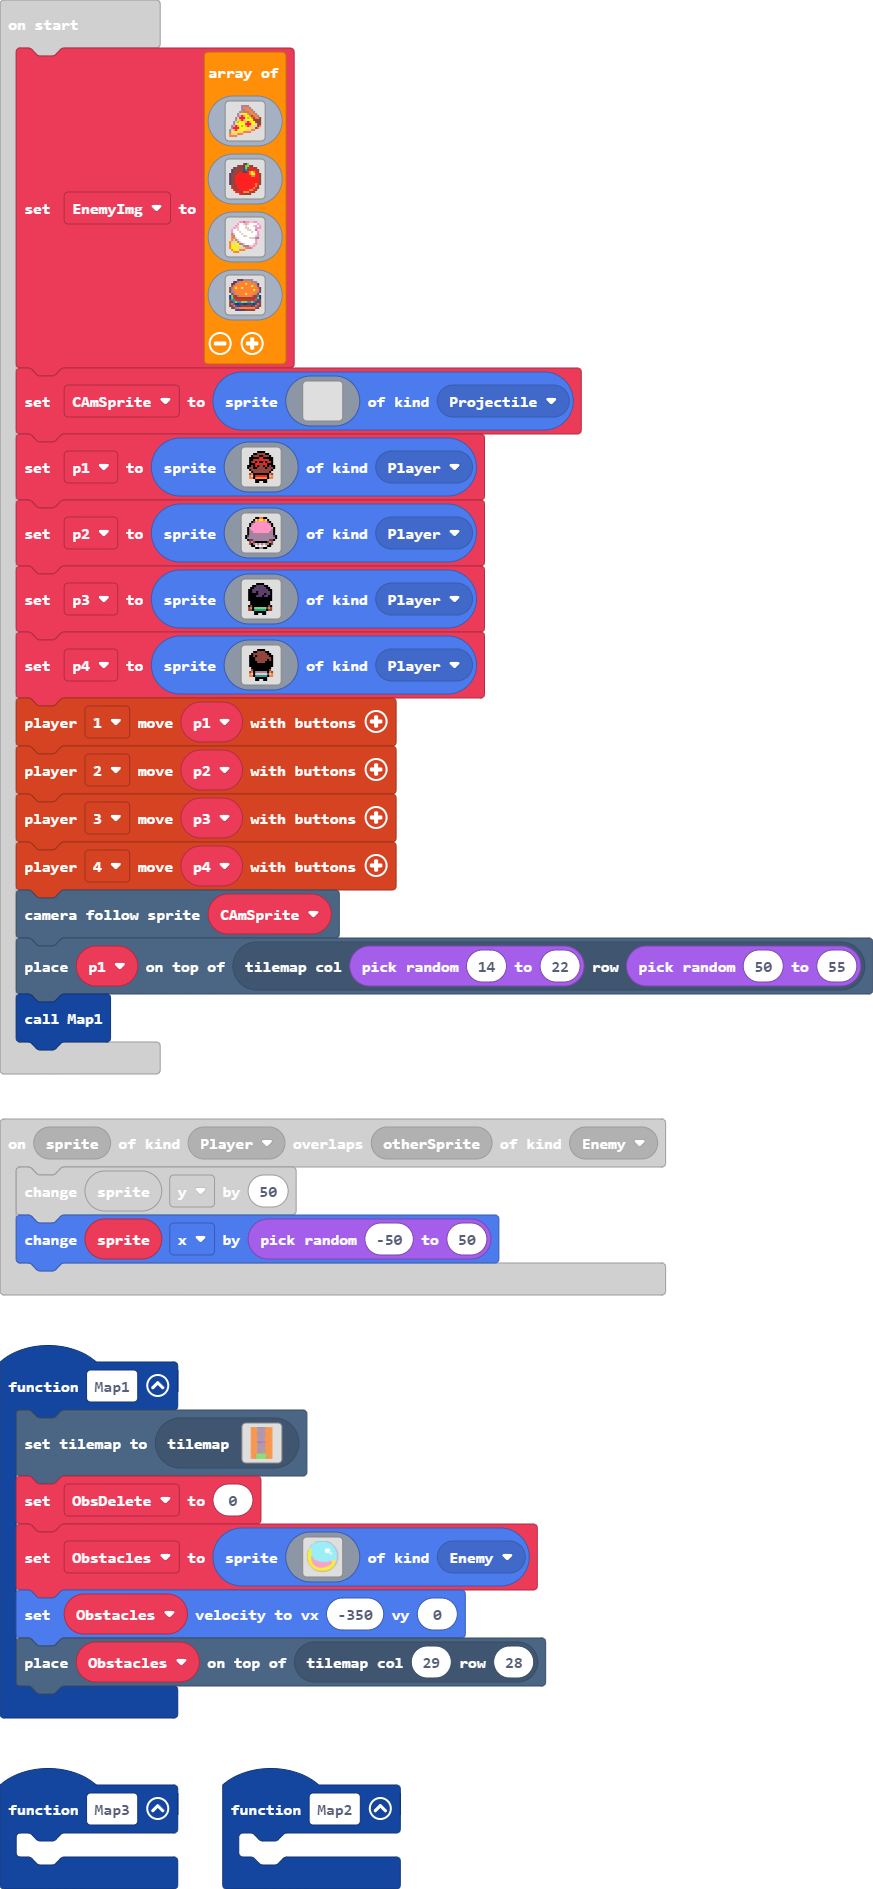 on start
array of
set EnemyImg to
set CAmSprite to sprite of kind Projectile
set p1 to sprite of kind Player
set p2 to sprite of kind Player
set p3 to sprite of kind Player
set p4 to sprite of kind Player
player 1 move p1 with buttons
player 2 move p2 with buttons
player 3 move p3 with buttons
player 4 move p4 with buttons
camera follow sprite CAmSprite
place p1 on top of tilemap col pick random 14 to 22 row pick random 50 to 55
call Map1
on sprite of kind Player overlaps otherSprite of kind Enemy
change sprite y by 50
change sprite x by pick random -50 to 50
function Map1
set tilemap to tilemap
set ObsDelete to 0
set Obstacles to sprite of kind Enemy
set Obstacles velocity to vx -350 vy 0
place Obstacles on top of tilemap col 29 row 28
function Map3
function Map2